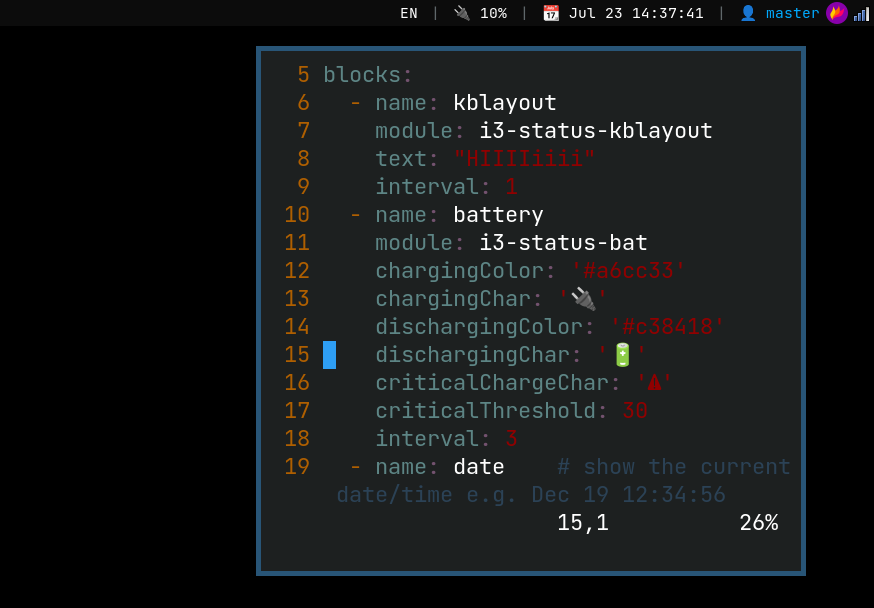 EN | 🔌 10% | 📆 Jul 23 14:37:41 | 👤 master
5 blocks:
6   - name: kblayout
7     module: i3-status-kblayout
8     text: "HIIIIiiii"
9     interval: 1
10   - name: battery
11     module: i3-status-bat
12     chargingColor: '#a6cc33'
13     chargingChar: '🔌'
14     dischargingColor: '#c38418'
15     dischargingChar: '🔋'
16     criticalChargeChar: '⚠'
17     criticalThreshold: 30
18     interval: 3
19   - name: date    # show the current
date/time e.g. Dec 19 12:34:56
15,1          26%